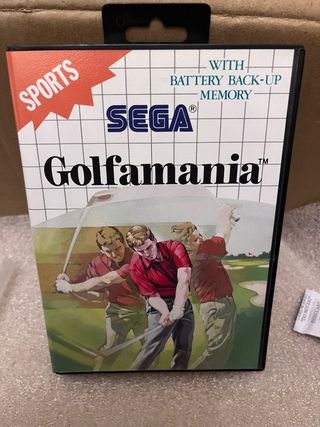 SPORTS
WITH
BATTERY BACK-UP
MEMORY
SEGA®
Golfamania™